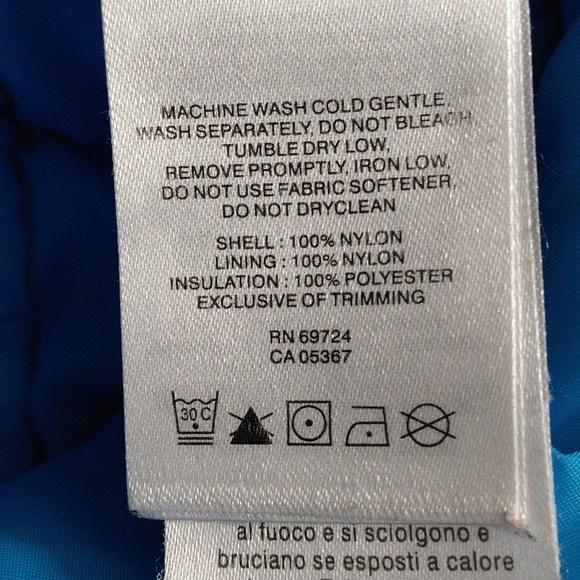 MACHINE WASH COLD GENTLE,
WASH SEPARATELY, DO NOT BLEACH
TUMBLE DRY LOW,
REMOVE PROMPTLY, IRON LOW,
DO NOT USE FABRIC SOFTENER,
DO NOT DRYCLEAN
SHELL : 100% NYLON
LINING : 100% NYLON
INSULATION : 100% POLYESTER
EXCLUSIVE OF TRIMMING
RN 69724
CA 05367
30 C
al fuoco e si sciolgono e
bruciano se esposti a calore